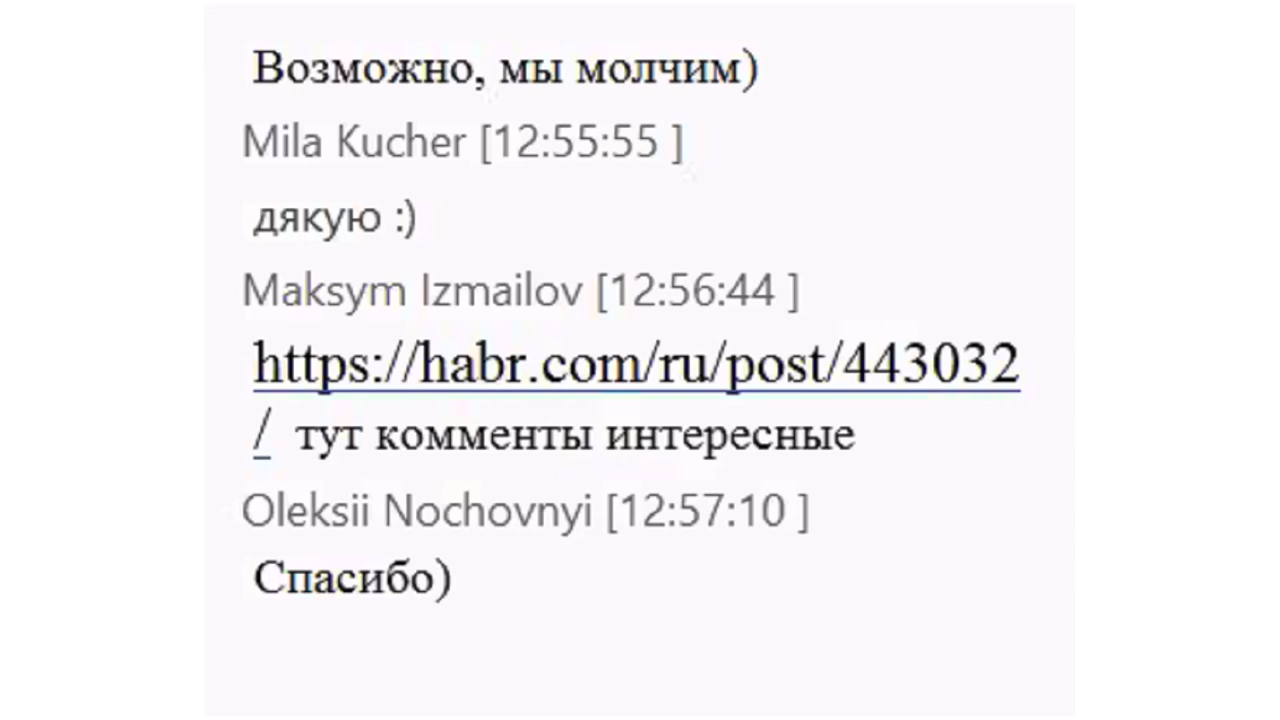 Возможно, мы молчим)
Mila Kucher [12:55:55 ]
дякую :)
Maksym Izmailov [12:56:44 ]
https://habr.com/ru/post/443032
/ тут комменты интересные
Oleksii Nochovnyi [12:57:10 ]
Спасибо)